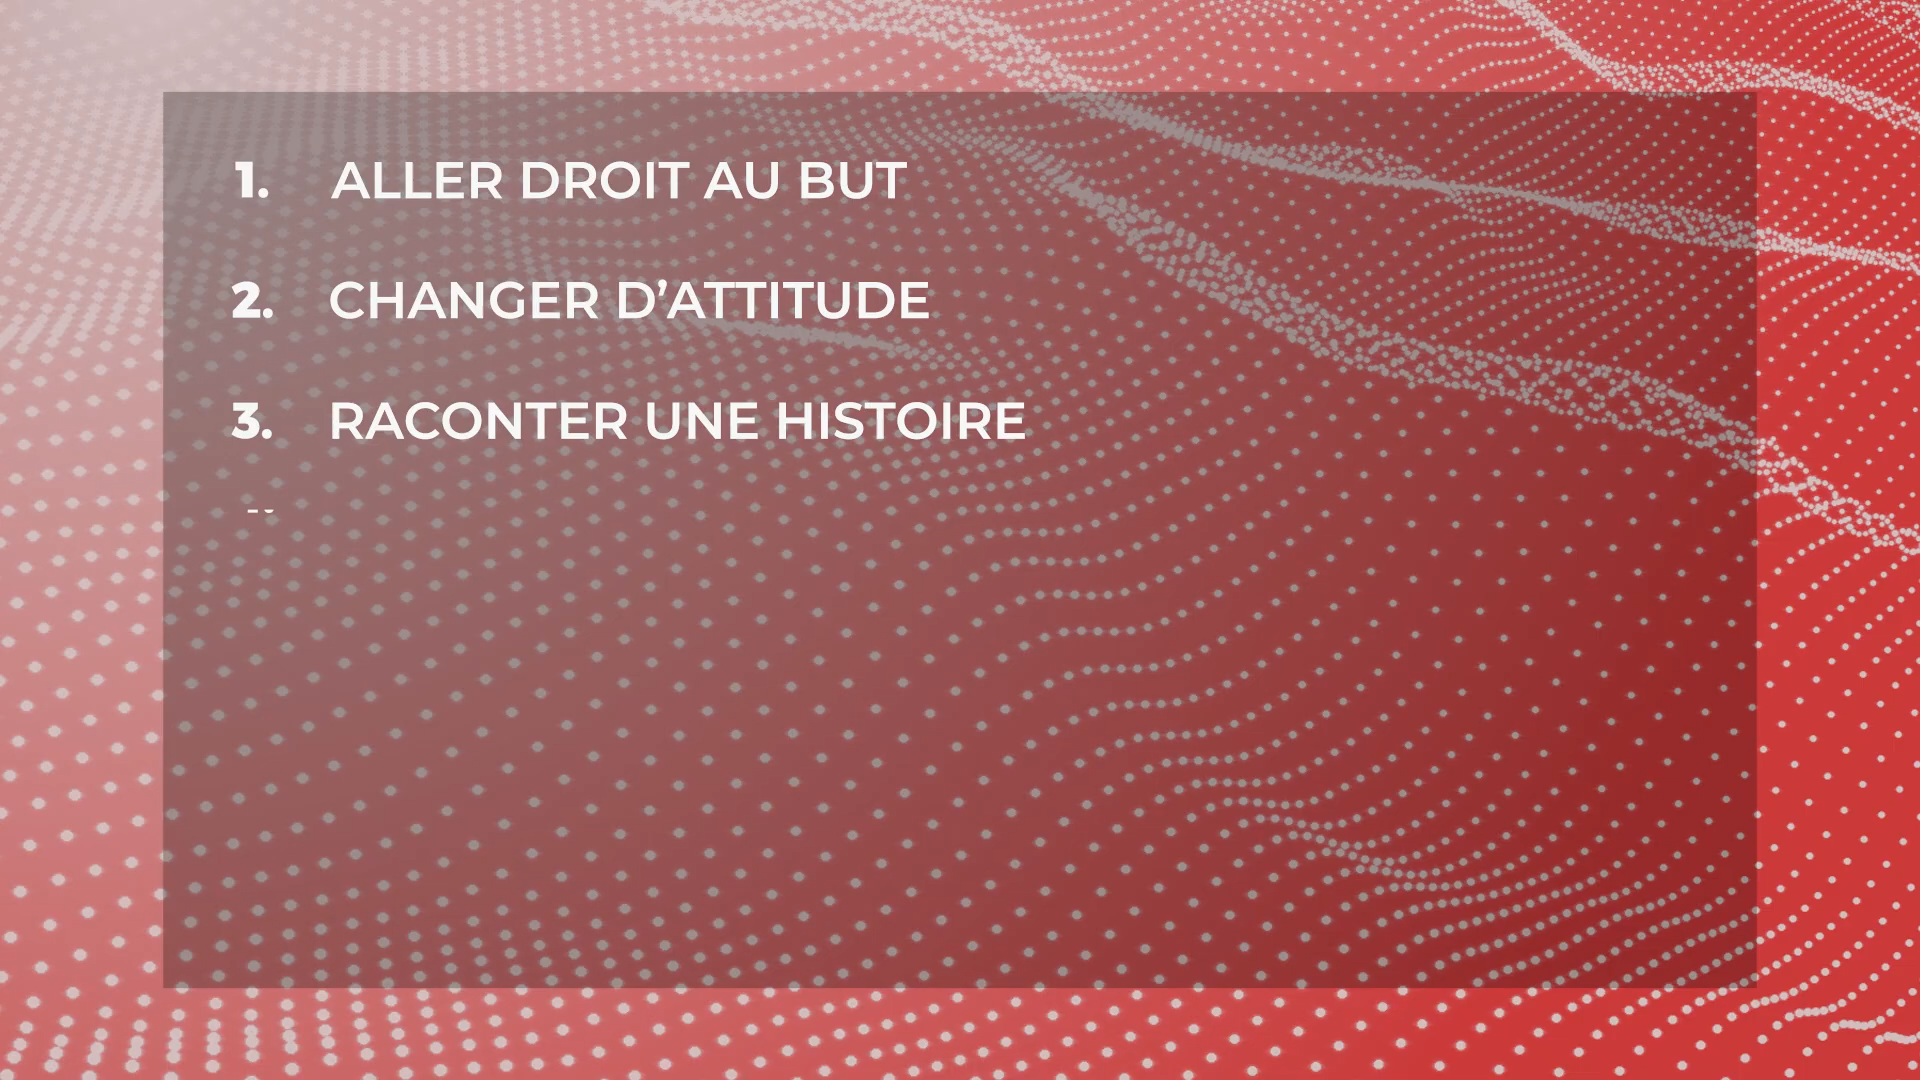 1. ALLER DROIT AU BUT
2. CHANGER D’ATTITUDE
3. RACONTER UNE HISTOIRE